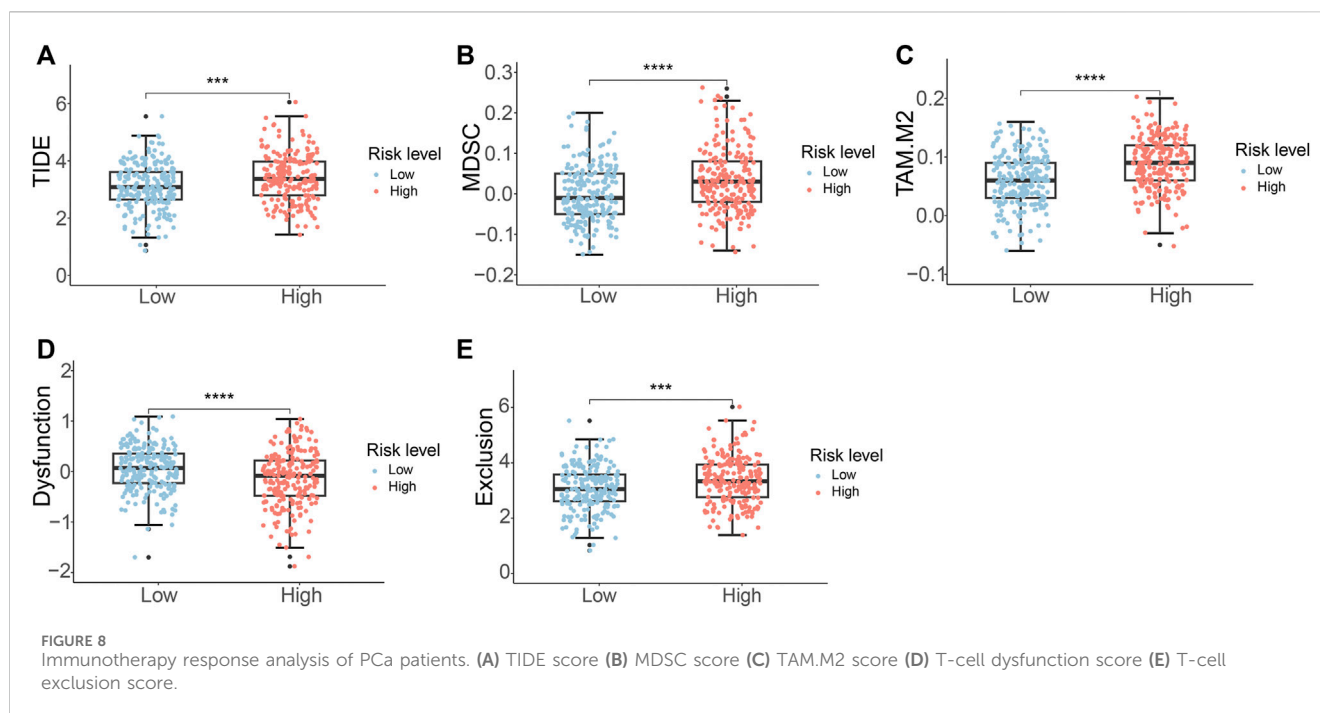 A
***
TIDE
6
4
2
0
Low
High
Risk level
Low
High
B
****
MDSC
0.3
0.2
0.1
0.0
−0.1
−0.2
Low
High
Risk level
Low
High
C
****
TAM.M2
0.2
0.1
0.0
−0.1
Low
High
Risk level
Low
High
D
****
Dysfunction
2
1
0
−1
−2
Low
High
Risk level
Low
High
E
***
Exclusion
6
4
2
0
Low
High
Risk level
Low
High
FIGURE 8
Immunotherapy response analysis of PCa patients. (A) TIDE score (B) MDSC score (C) TAM.M2 score (D) T-cell dysfunction score (E) T-cell
exclusion score.